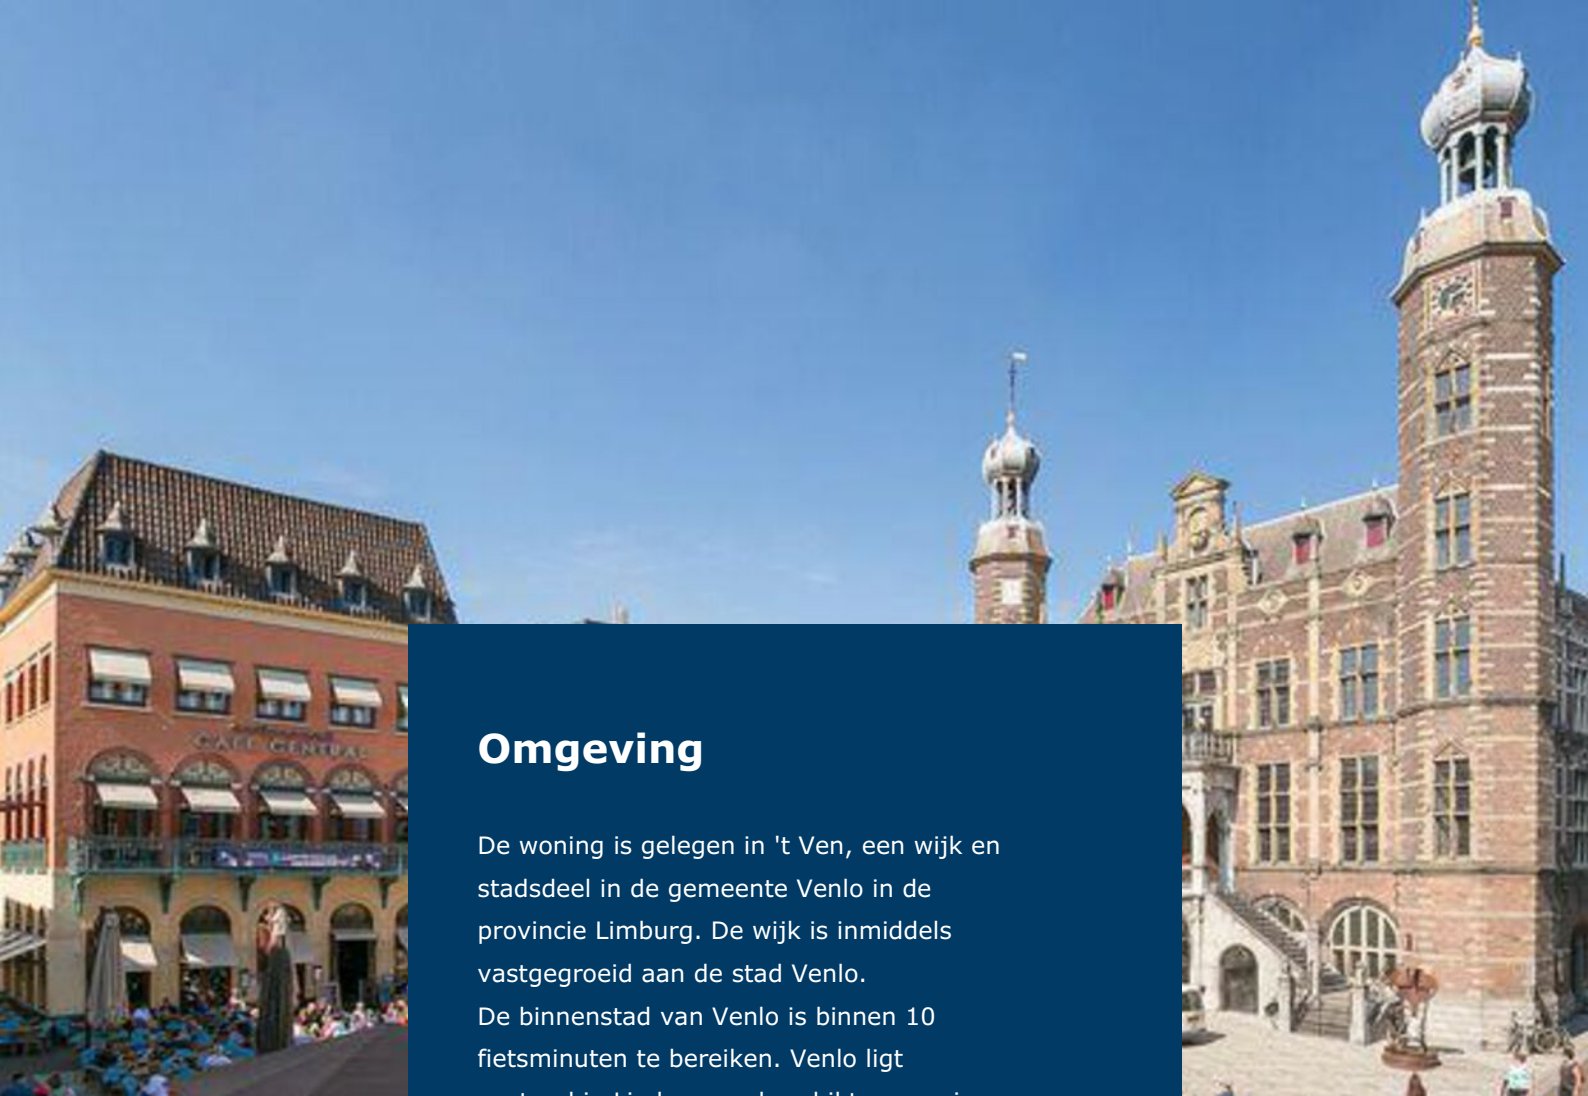 CAFÉ CENTRAL
Omgeving
De woning is gelegen in 't Ven, een wijk en
stadsdeel in de gemeente Venlo in de
provincie Limburg. De wijk is inmiddels
vastgegroeid aan de stad Venlo.
De binnenstad van Venlo is binnen 10
fietsminuten te bereiken. Venlo ligt